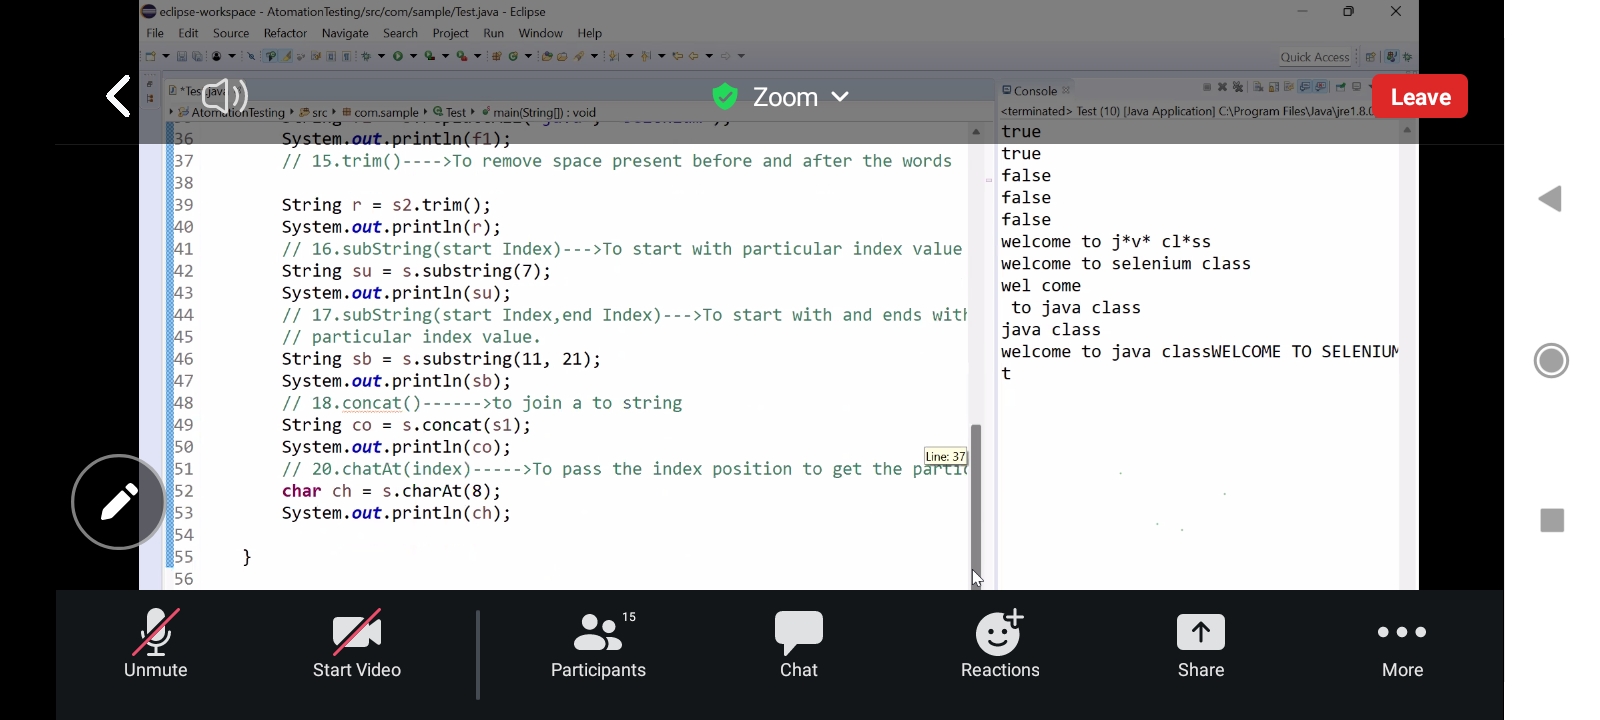 eclipse-workspace - AtomationTesting/src/com/sample/Test.java - Eclipse
File Edit Source Refactor Navigate Search Project Run Window Help
Quick Access
Zoom
Leave
AtomationTesting src com.sample Test main(String[]) : void
36 System.out.println(f1);
37 // 15.trim()---->To remove space present before and after the words
38
39 String r = s2.trim();
40 System.out.println(r);
41 // 16.subString(start Index)--->To start with particular index value
42 String su = s.substring(7);
43 System.out.println(su);
44 // 17.subString(start Index,end Index)--->To start with and ends with
45 // particular index value.
46 String sb = s.substring(11, 21);
47 System.out.println(sb);
48 // 18.concat()------>to join a to string
49 String co = s.concat(s1);
50 System.out.println(co);
51 // 20.chatAt(index)----->To pass the index position to get the
52 char ch = s.charAt(8);
53 System.out.println(ch);
54
55 }
56
Line: 37
Console
<terminated> Test (10) [Java Application] C:\Program Files\Java\jre1.8.0
true
true
false
false
false
welcome to j*v* cl*ss
welcome to selenium class
wel come
to java class
java class
welcome to java classWELCOME TO SELENIUM
t
Unmute
Start Video
15
Participants
Chat
Reactions
Share
More